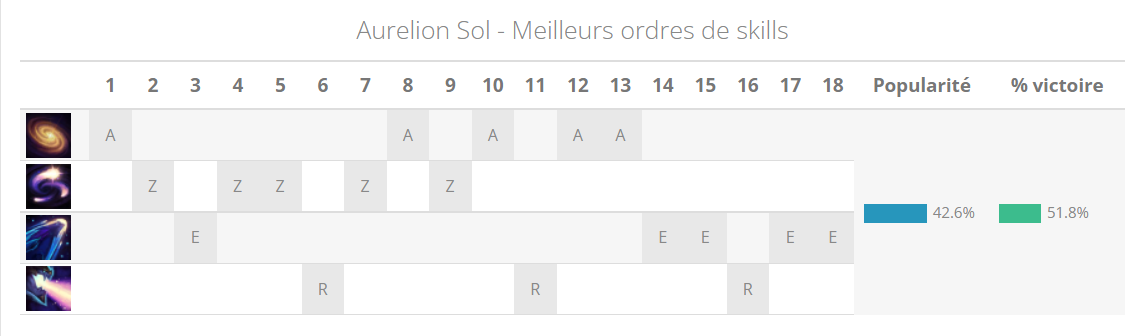 Aurelion Sol - Meilleurs ordres de skills
1 2 3 4 5 6 7 8 9 10 11 12 13 14 15 16 17 18 Popularité % victoire
A A A A A
Z Z Z Z Z
42.6% 51.8%
E E E E E
R R R